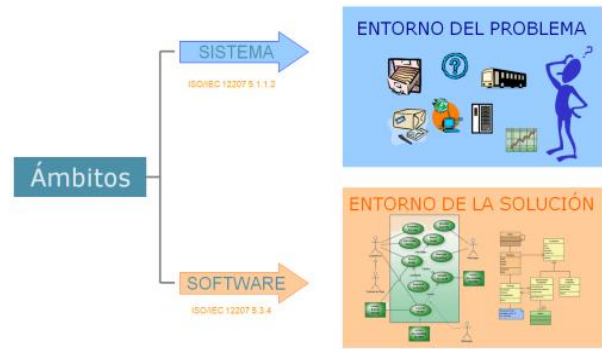 ENTORNO DEL PROBLEMA
SISTEMA
ISO/IEC 12207 5.1.1.2
?
?
Ámbitos
ENTORNO DE LA SOLUCIÓN
SOFTWARE
ISO/IEC 12207 5.3.4